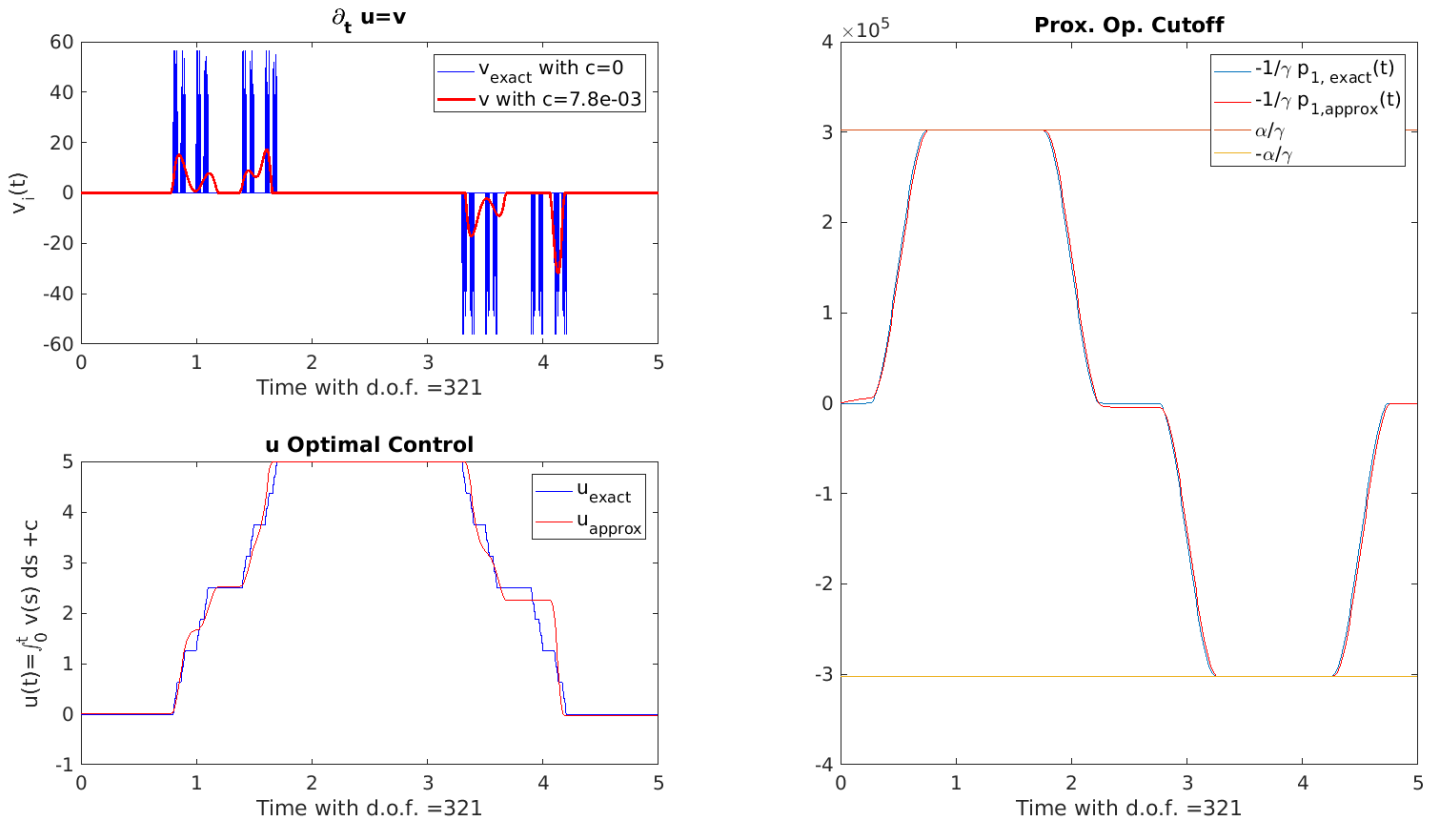 ∂t u=v
60
40
20
0
-20
-40
-60
vi(t)
vexact with c=0
v with c=7.8e-03
0 1 2 3 4 5
Time with d.o.f. =321
u Optimal Control
5
4
3
2
1
0
-1
u(t)=∫0t v(s) ds +c
uexact
uapprox
0 1 2 3 4 5
Time with d.o.f. =321
Prox. Op. Cutoff
×105
4
3
2
1
0
-1
-2
-3
-4
-1/γ p1, exact(t)
-1/γ p1,approx(t)
α/γ
-α/γ
0 1 2 3 4 5
Time with d.o.f. =321